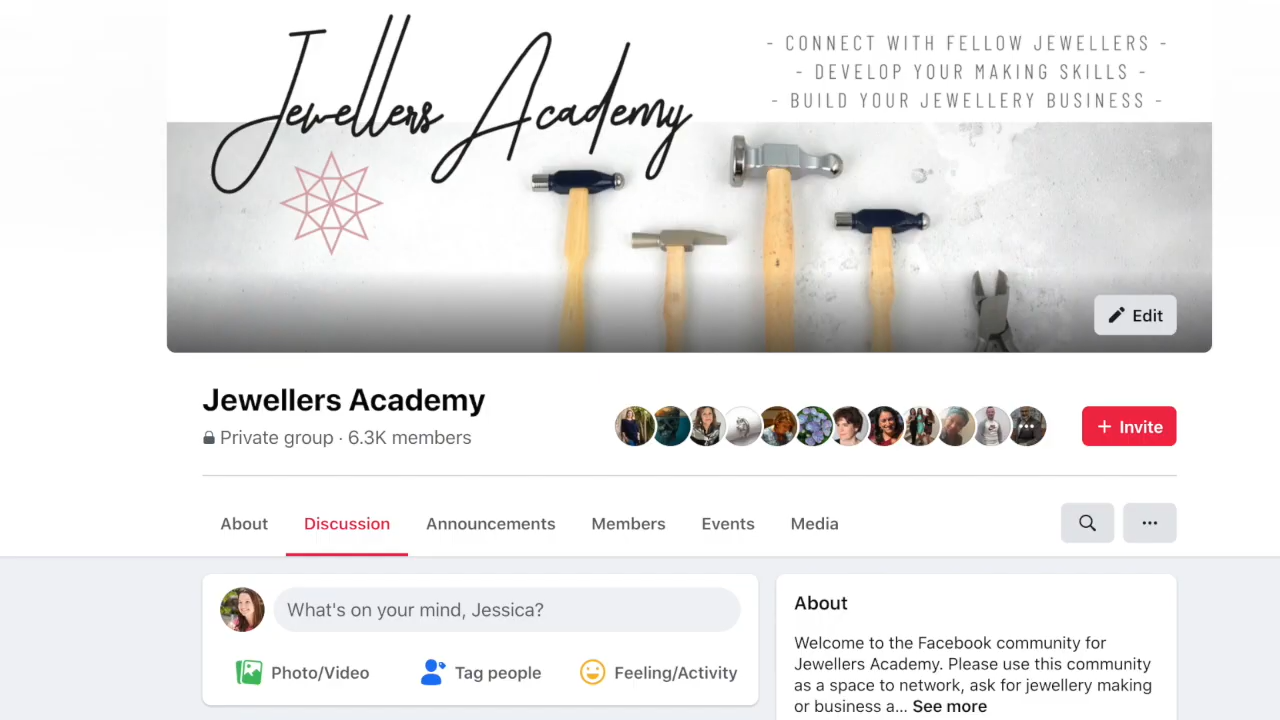 Jewellers Academy
- CONNECT WITH FELLOW JEWELLERS -
- DEVELOP YOUR MAKING SKILLS -
- BUILD YOUR JEWELLERY BUSINESS -
Edit
Jewellers Academy
Private group · 6.3K members
+ Invite
About
Discussion
Announcements
Members
Events
Media
What's on your mind, Jessica?
Photo/Video
Tag people
Feeling/Activity
About
Welcome to the Facebook community for
Jewellers Academy. Please use this community
as a space to network, ask for jewellery making
or business a... See more